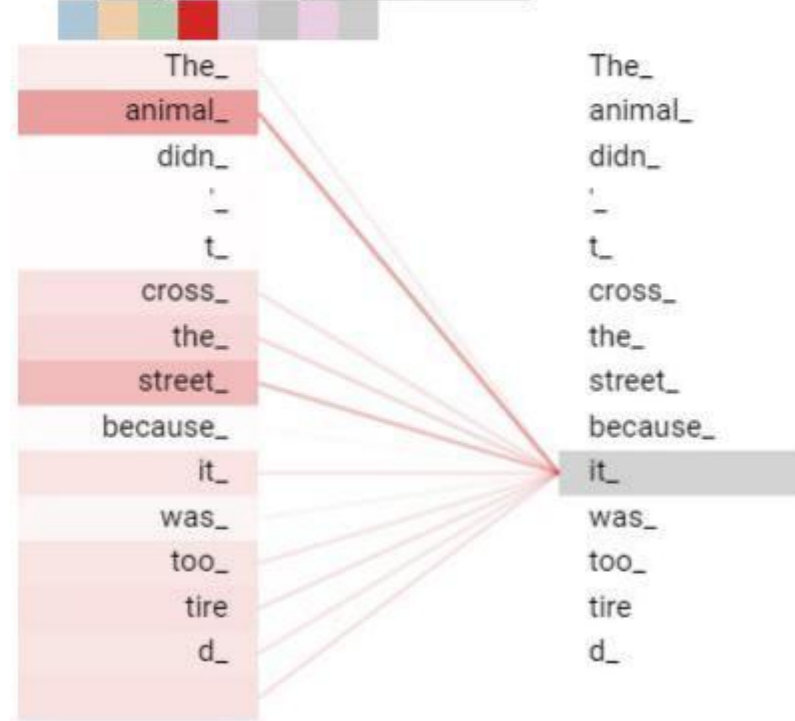 The_ The_
animal_ animal_
didn_ didn_
'_ '_
t_ t_
cross_ cross_
the_ the_
street_ street_
because_ because_
it_ it_
was_ was_
too_ too_
tire tire
d_ d_